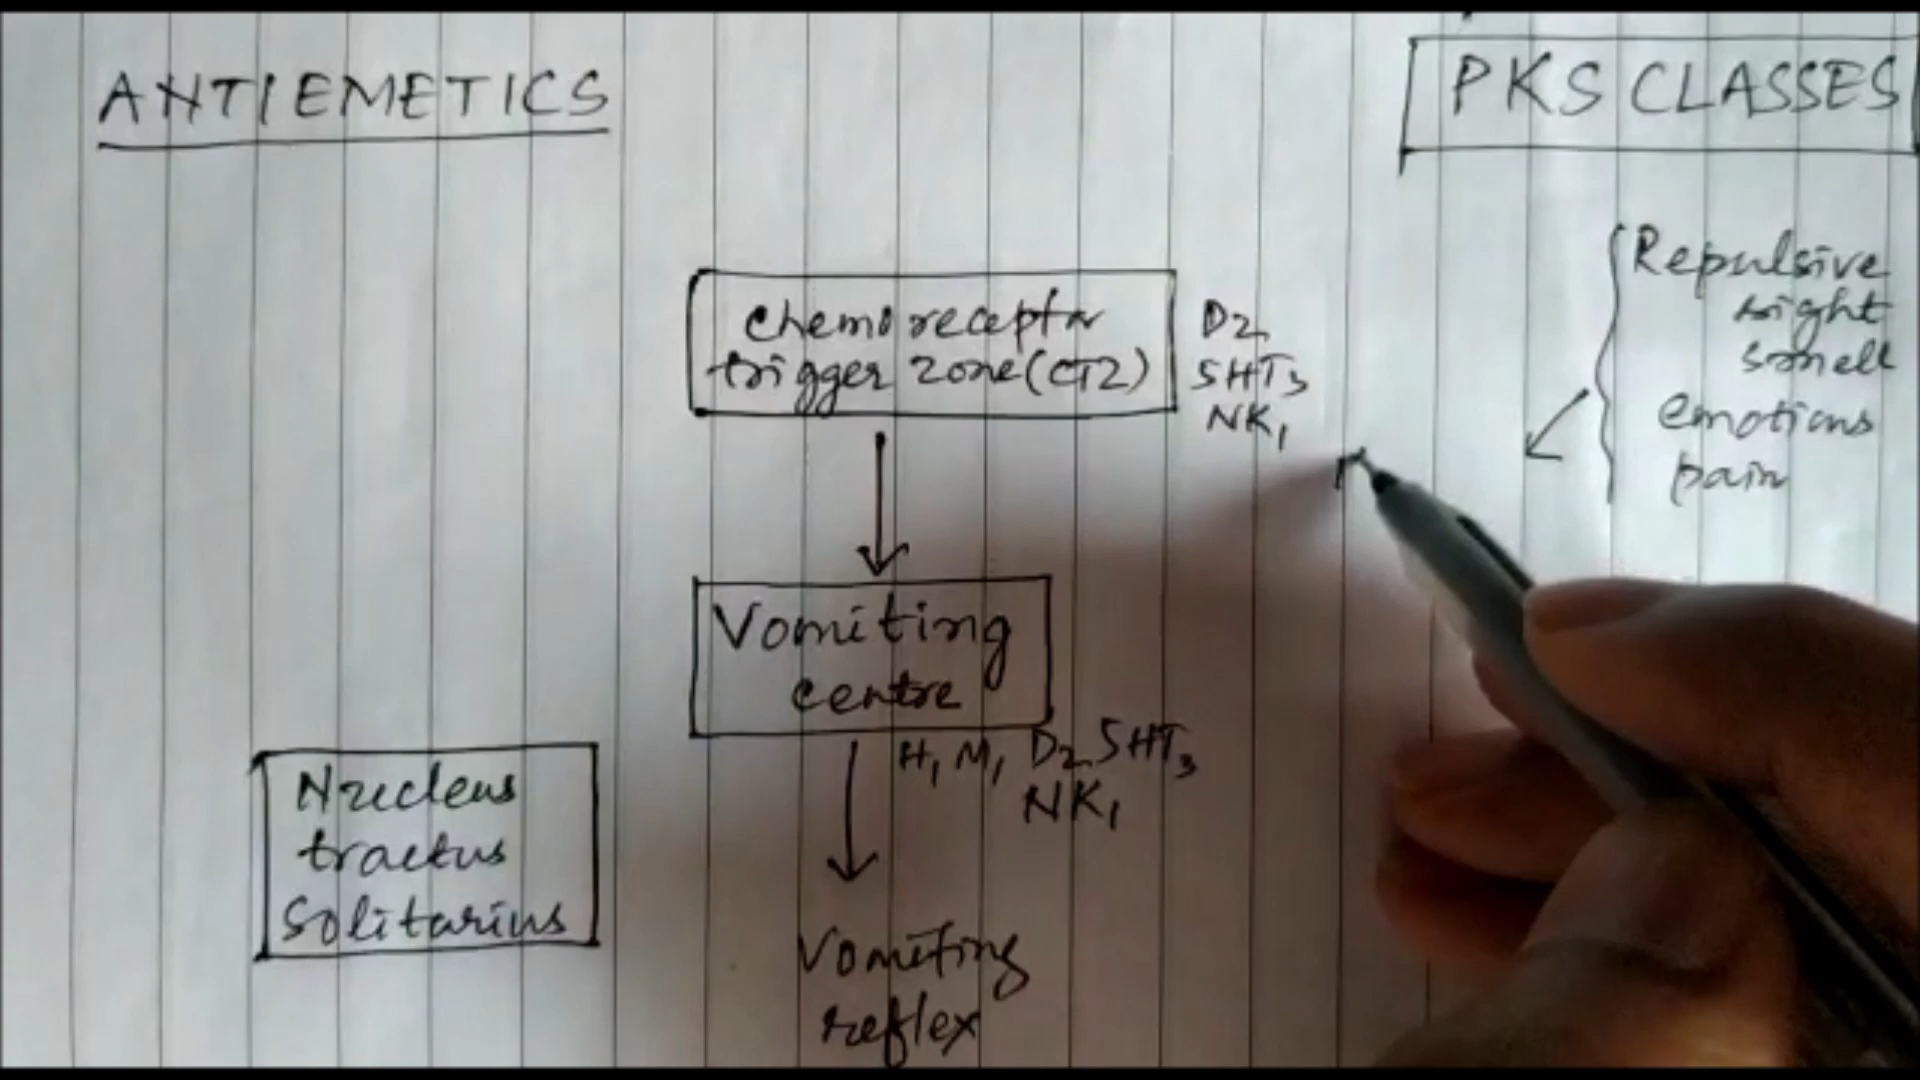 ANTIEMETICS
PKS CLASSES
Chemoreceptor
trigger zone (CTZ)
D2
5HT3
NK1
Repulsive
sight
smell
emotions
pain
Vomiting
centre
H1 M1 D2 5HT3
NK1
Nucleus
tractus
Solitarius
Vomiting
reflex